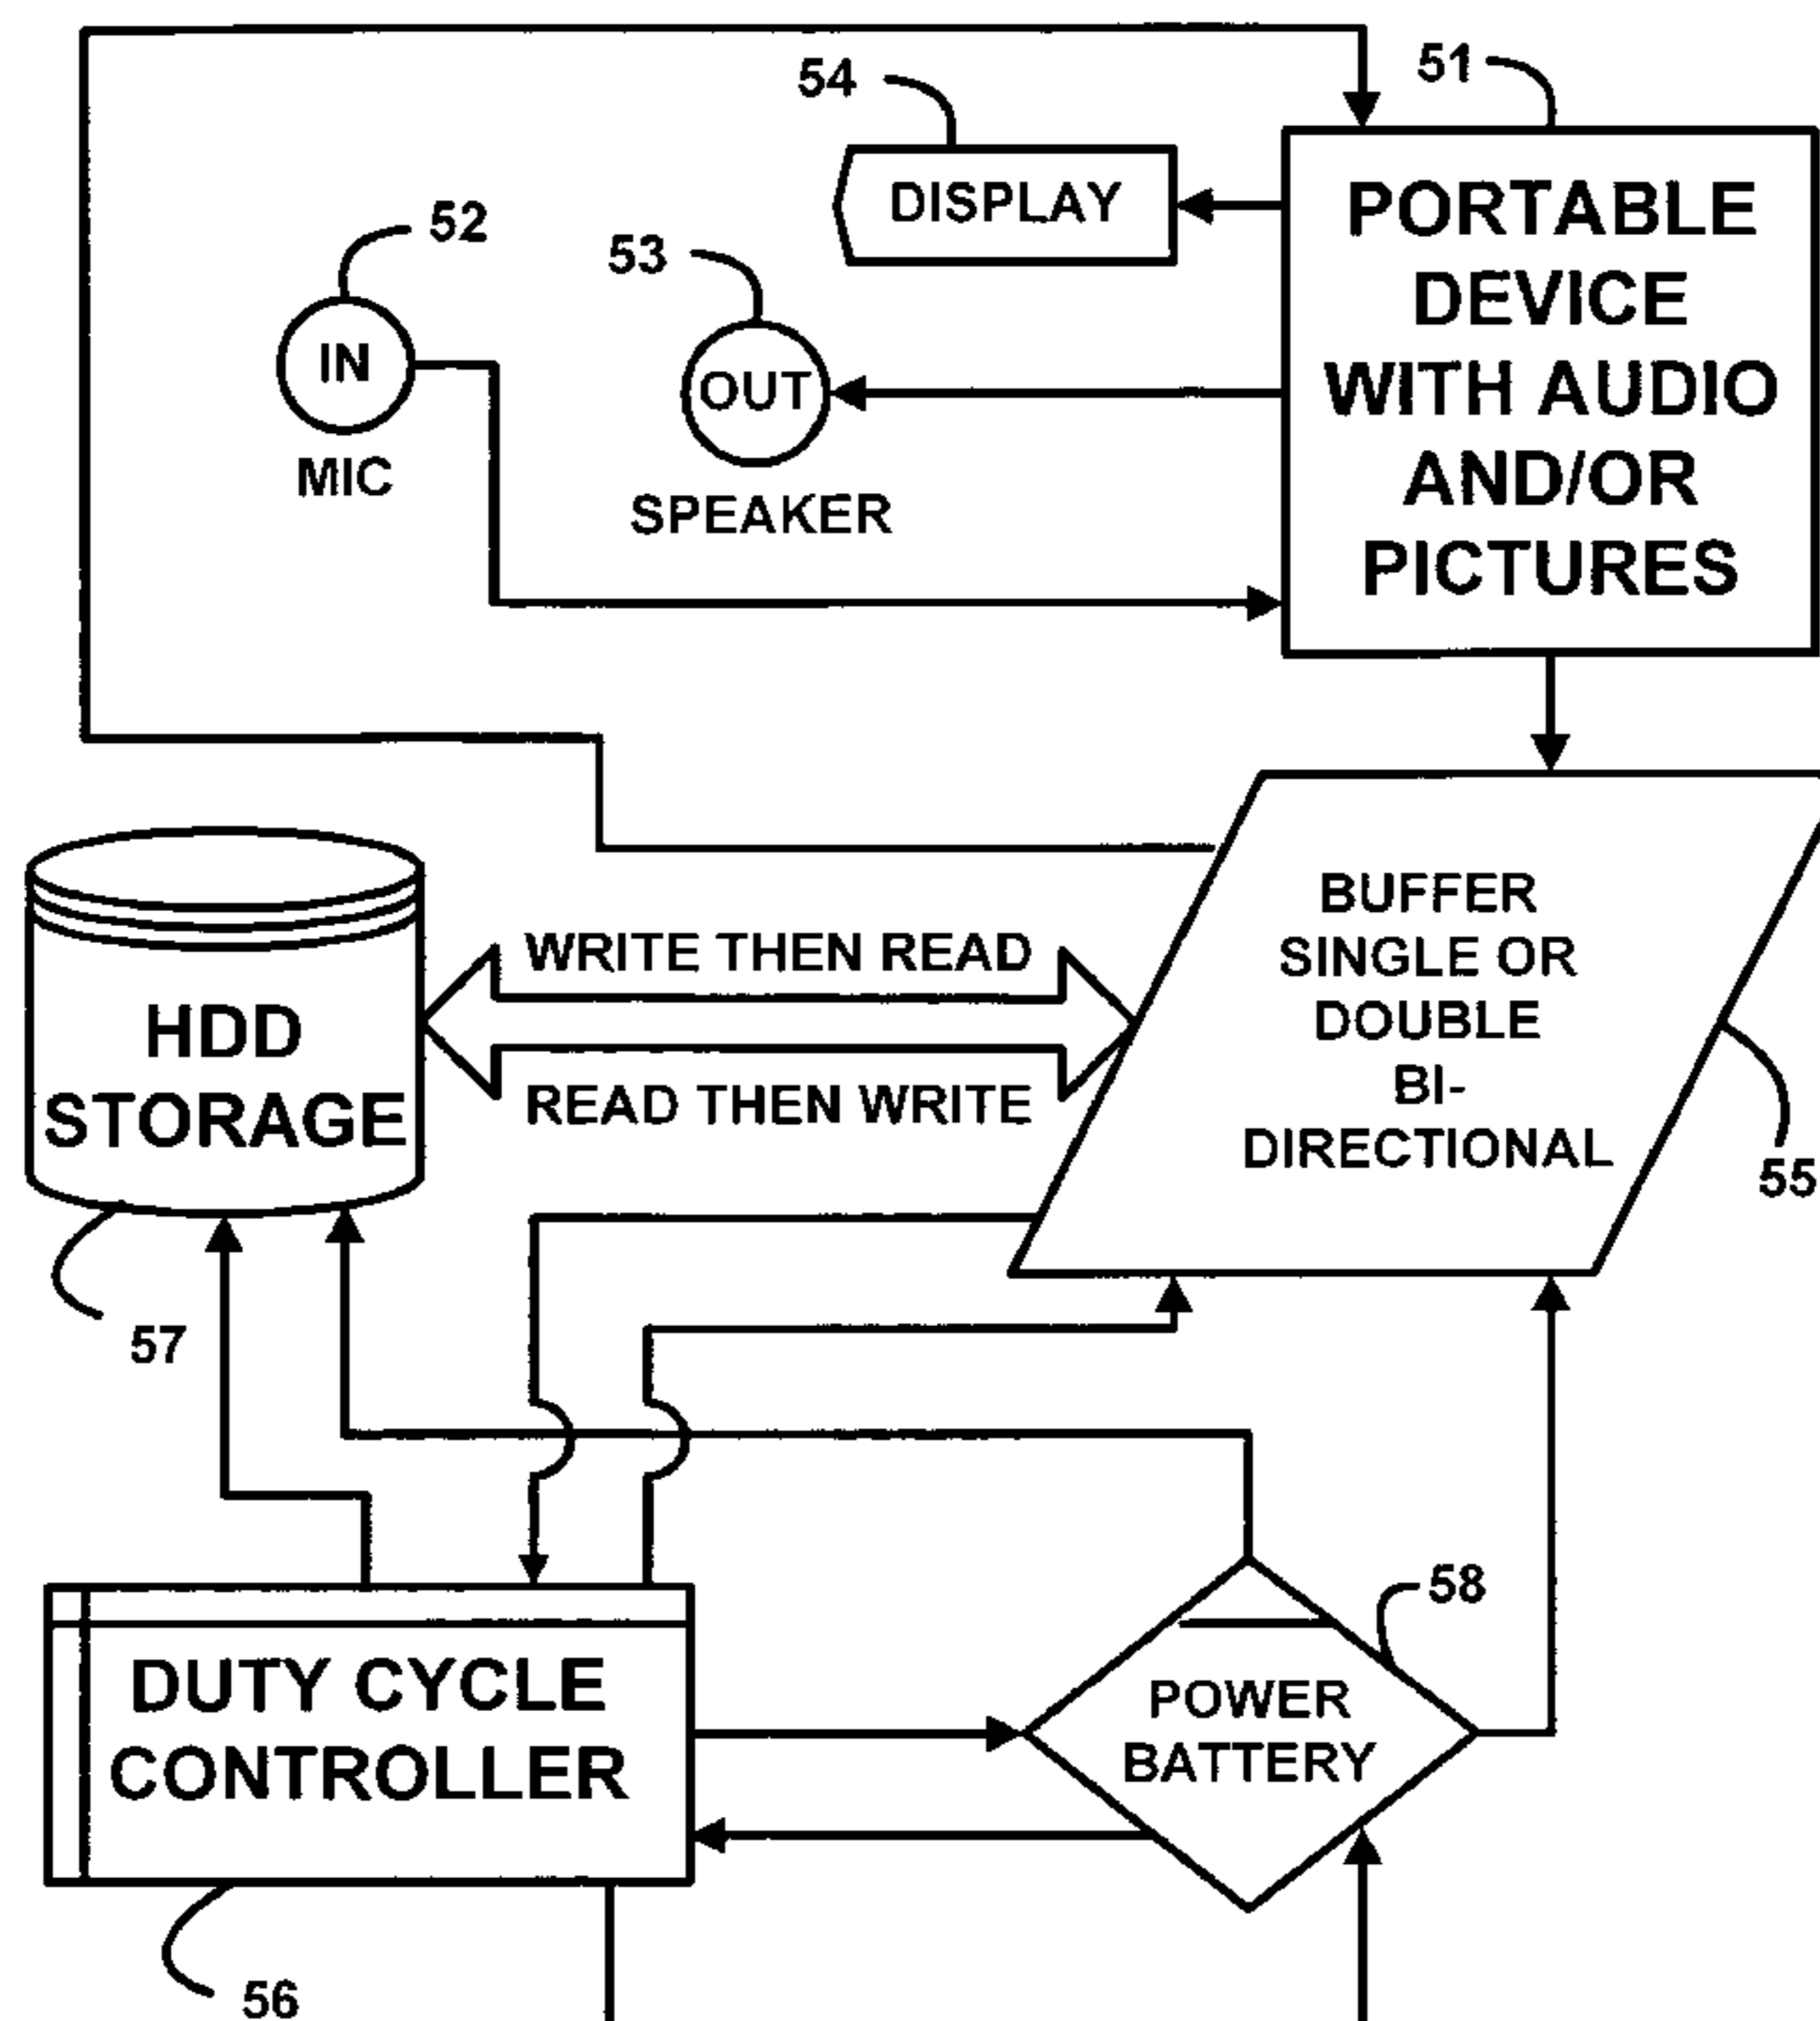 54
51
DISPLAY
PORTABLE
DEVICE
WITH AUDIO
AND/OR
PICTURES
52
53
IN
OUT
MIC
SPEAKER
BUFFER
SINGLE OR
DOUBLE
BI-
DIRECTIONAL
WRITE THEN READ
READ THEN WRITE
HDD
STORAGE
55
57
58
DUTY CYCLE
CONTROLLER
POWER
BATTERY
56